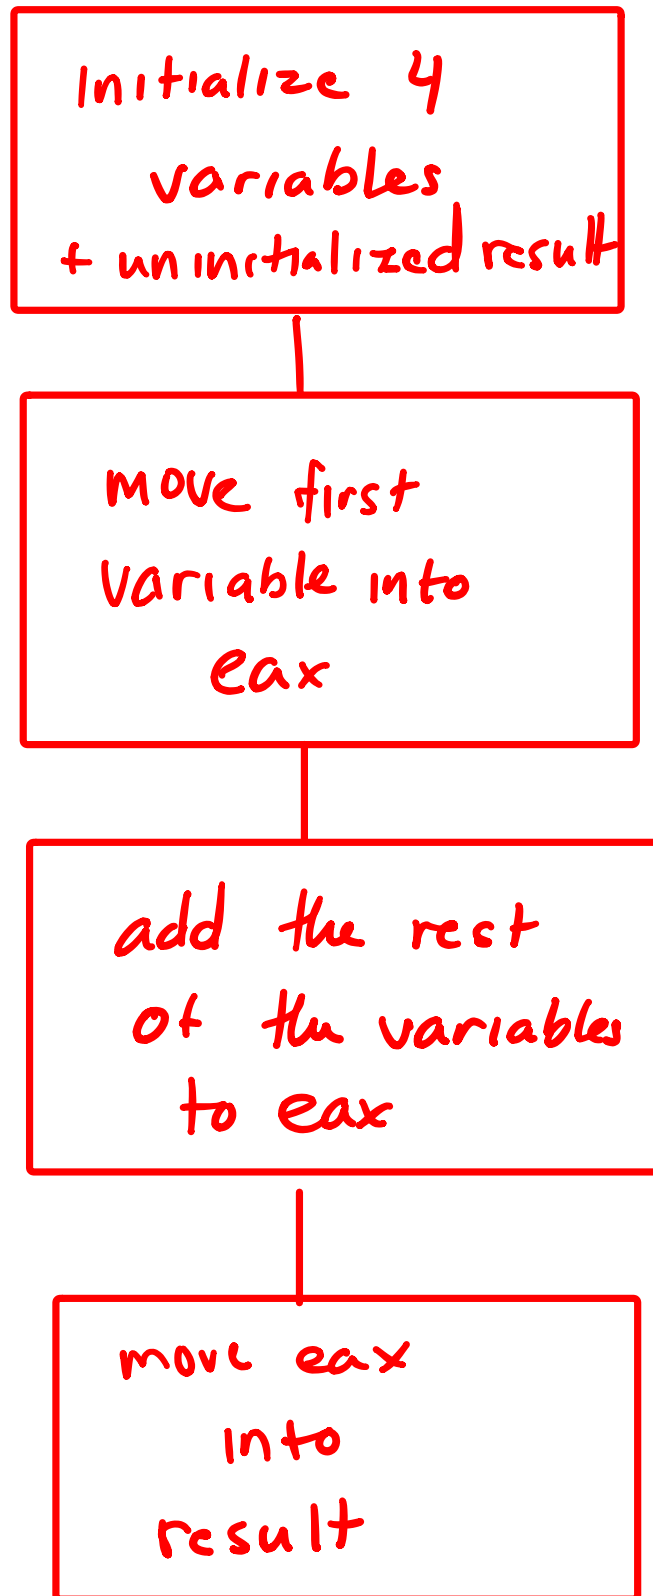 Initialize 4
variables
+ uninitialized result
move first
variable into
eax
add the rest
of the variables
to eax
move eax
into
result